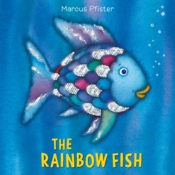 Marcus Pfister
THE
RAINBOW FISH